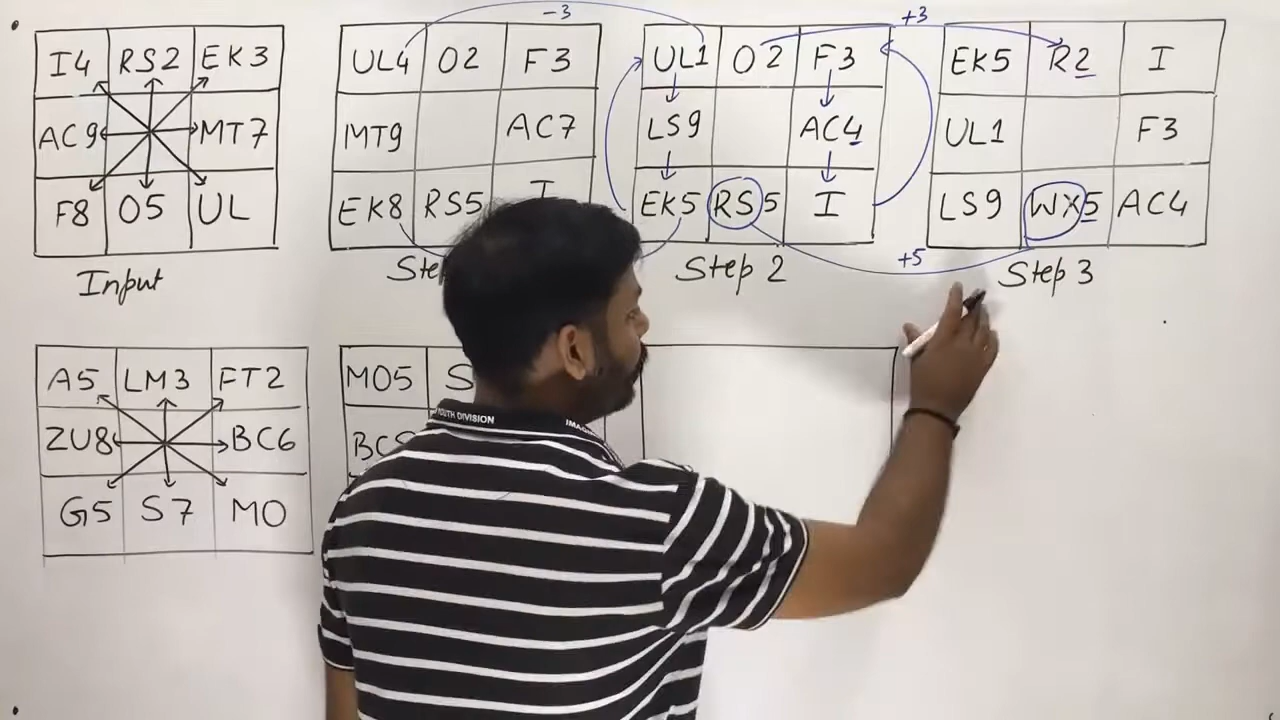 -3
+3
I4 RS2 EK3
UL4 O2 F3
UL1 O2 F3
EK5 R2 I
AC9 MT7
MT9 AC7
LS9 AC4
UL1 F3
F8 O5 UL
EK8 RS5 I
EK5 RS5 I
LS9 WX5 AC4
+5
Input
Step 2
Step 3
A5 LM3 FT2
MO5 S
ZU8 BC6
G5 S7 MO
YOUTH DIVISION